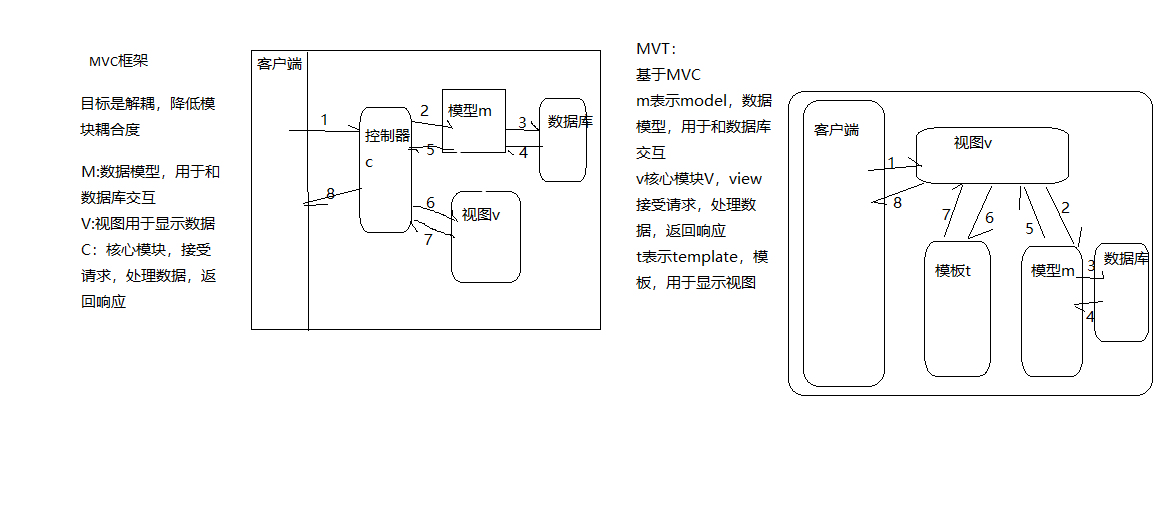 MVC框架
目标是解耦，降低模
块耦合度
M:数据模型，用于和
数据库交互
V:视图用于显示数据
C：核心模块，接受
请求，处理数据，返
回响应
客户端
1
控制器
c
2
模型m
3
数据库
5
4
8
6
视图v
7
MVT：
基于MVC
m表示model，数据
模型，用于和数据库
交互
v核心模块V，view
接受请求，处理数
据，返回响应
t表示template，模
板，用于显示视图
客户端
视图v
1
8
7
6
5
2
模板t
模型m
3
数据库
4